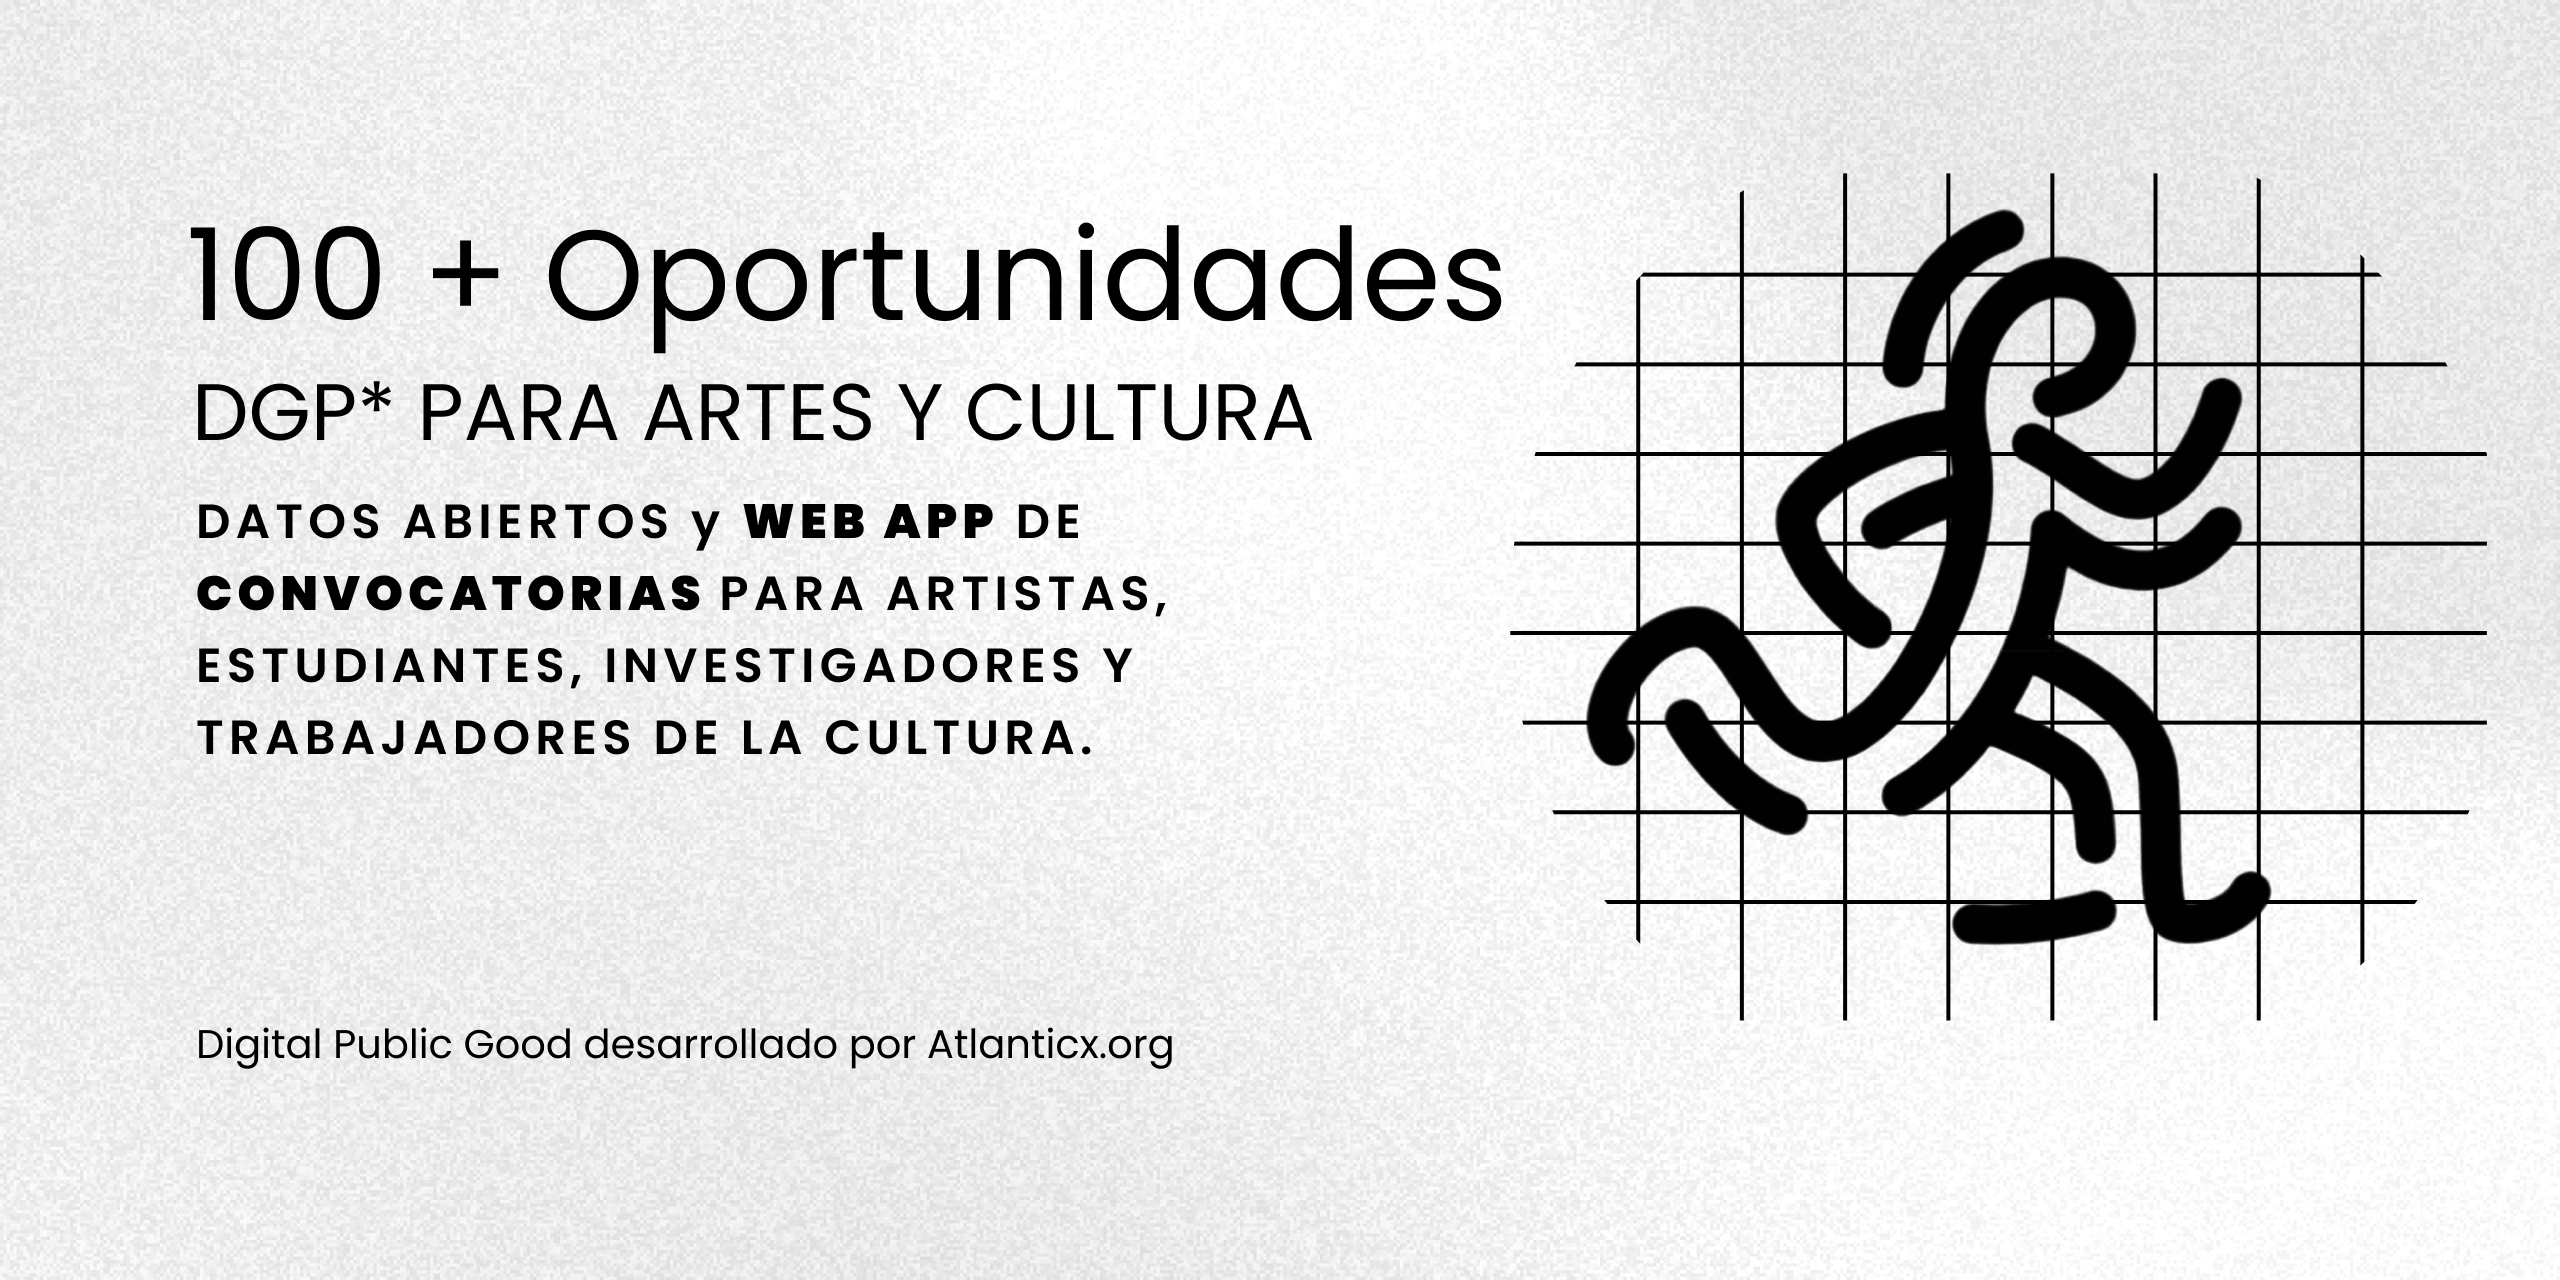 100 + Oportunidades
DGP* PARA ARTES Y CULTURA
DATOS ABIERTOS y WEB APP DE
CONVOCATORIAS PARA ARTISTAS,
ESTUDIANTES, INVESTIGADORES Y
TRABAJADORES DE LA CULTURA.
Digital Public Good desarrollado por Atlanticx.org